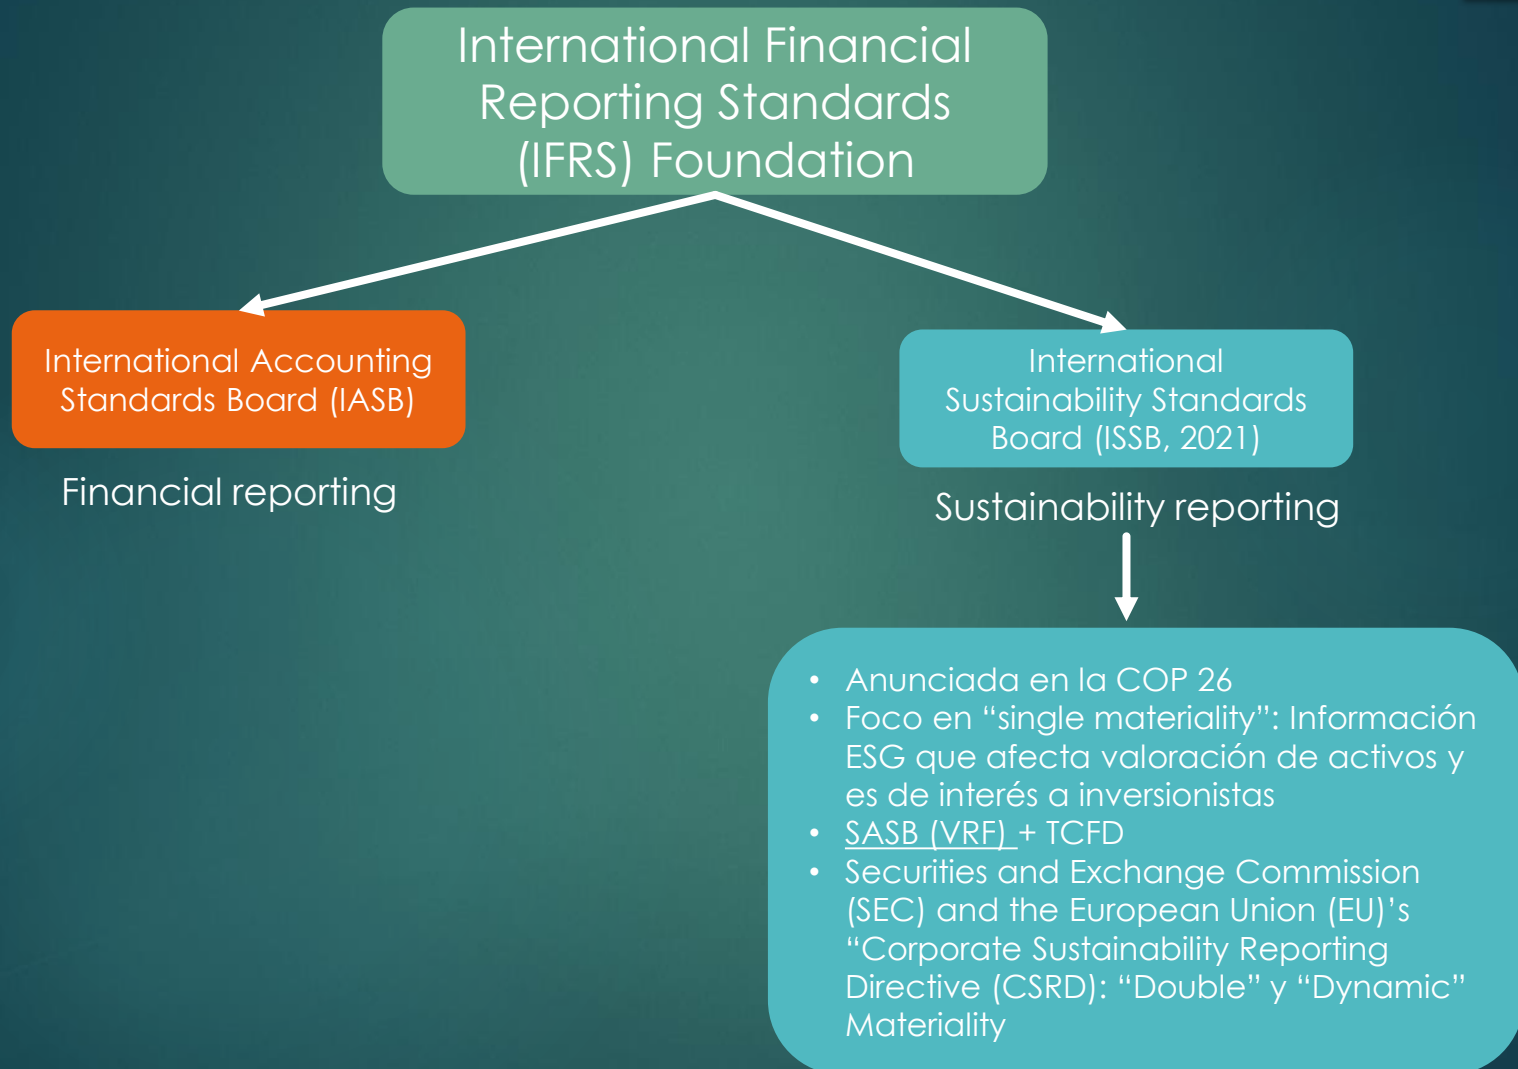 International Financial
Reporting Standards
(IFRS) Foundation
International Accounting
Standards Board (IASB)
Financial reporting
International
Sustainability Standards
Board (ISSB, 2021)
Sustainability reporting
• Anunciada en la COP 26
• Foco en “single materiality”: Información
ESG que afecta valoración de activos y
es de interés a inversionistas
• SASB (VRF) + TCFD
• Securities and Exchange Commission
(SEC) and the European Union (EU)’s
“Corporate Sustainability Reporting
Directive (CSRD): “Double” y “Dynamic”
Materiality